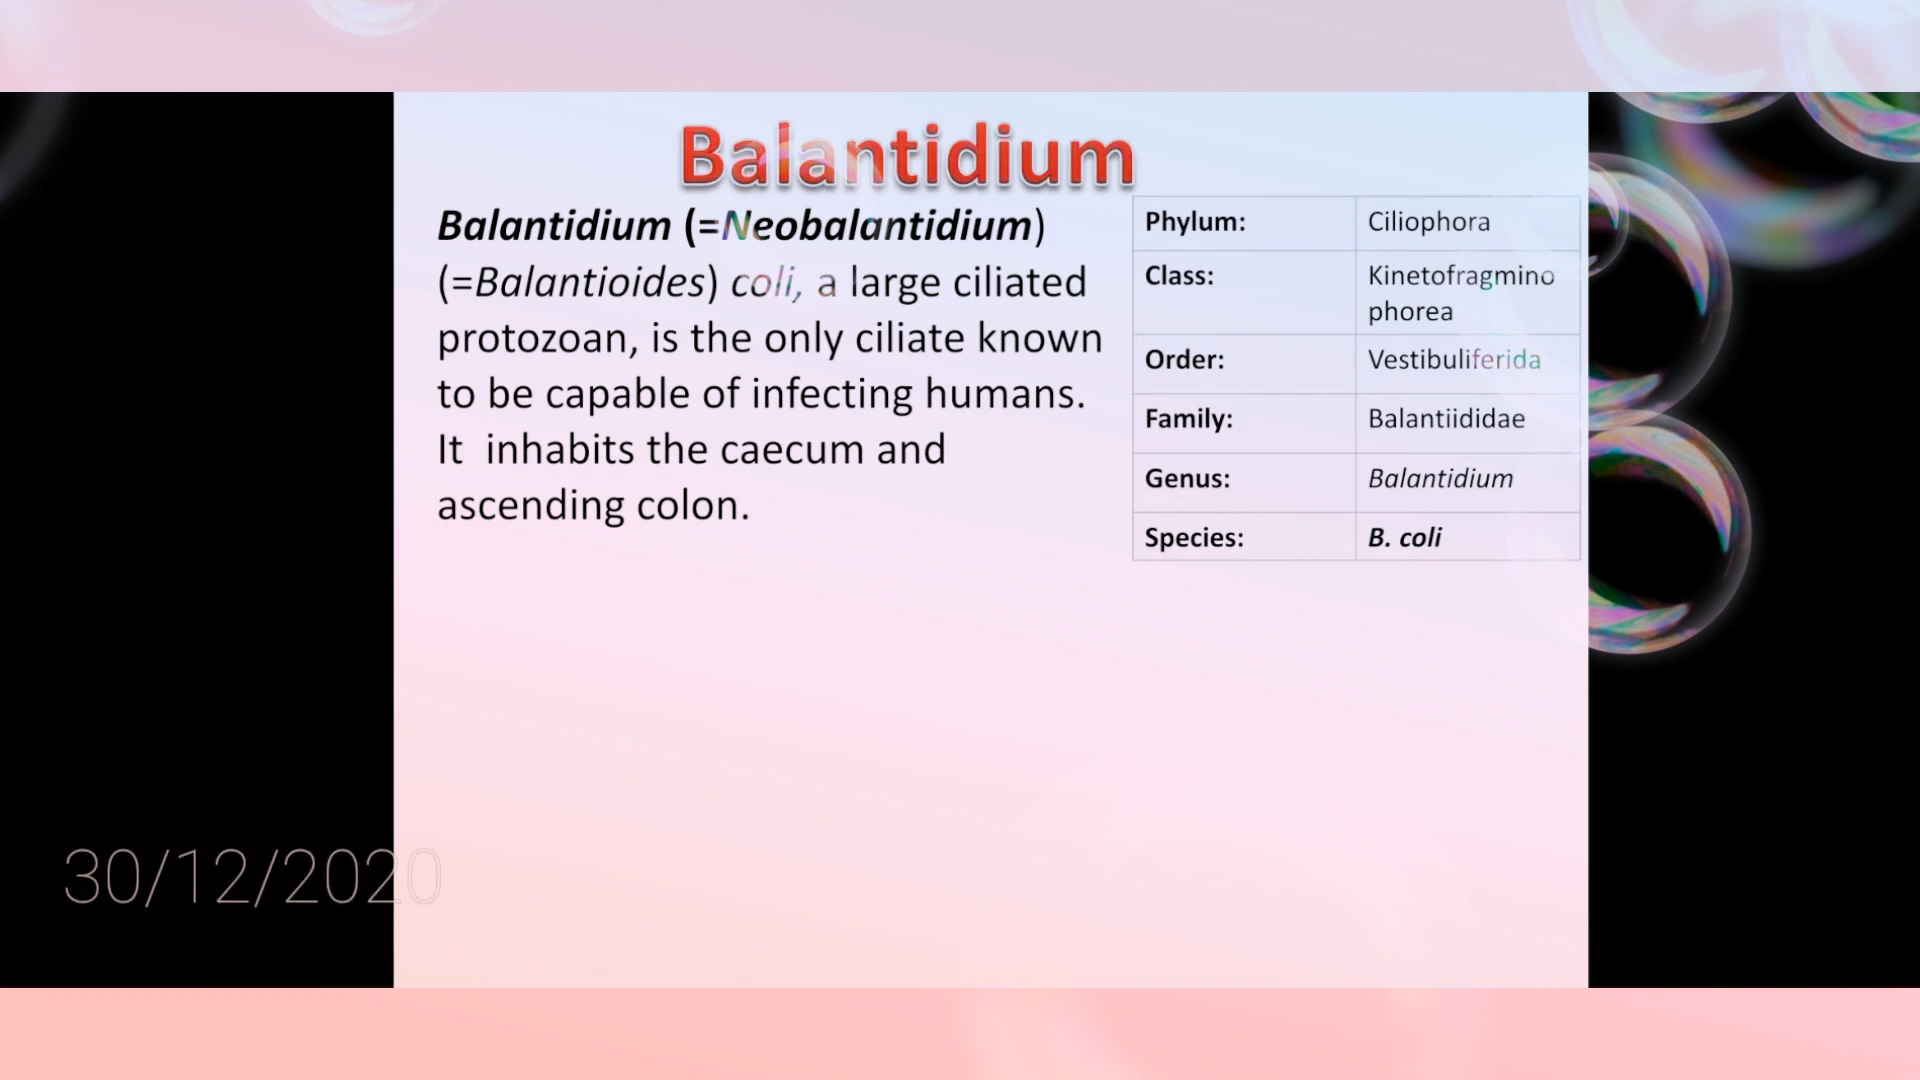 Balantidium
Balantidium (=Neobalantidium)
(=Balantioides) coli, a large ciliated
protozoan, is the only ciliate known
to be capable of infecting humans.
It inhabits the caecum and
ascending colon.
Phylum: Ciliophora
Class: Kinetofragmino
phorea
Order: Vestibuliferida
Family: Balantiididae
Genus: Balantidium
Species: B. coli
30/12/2020